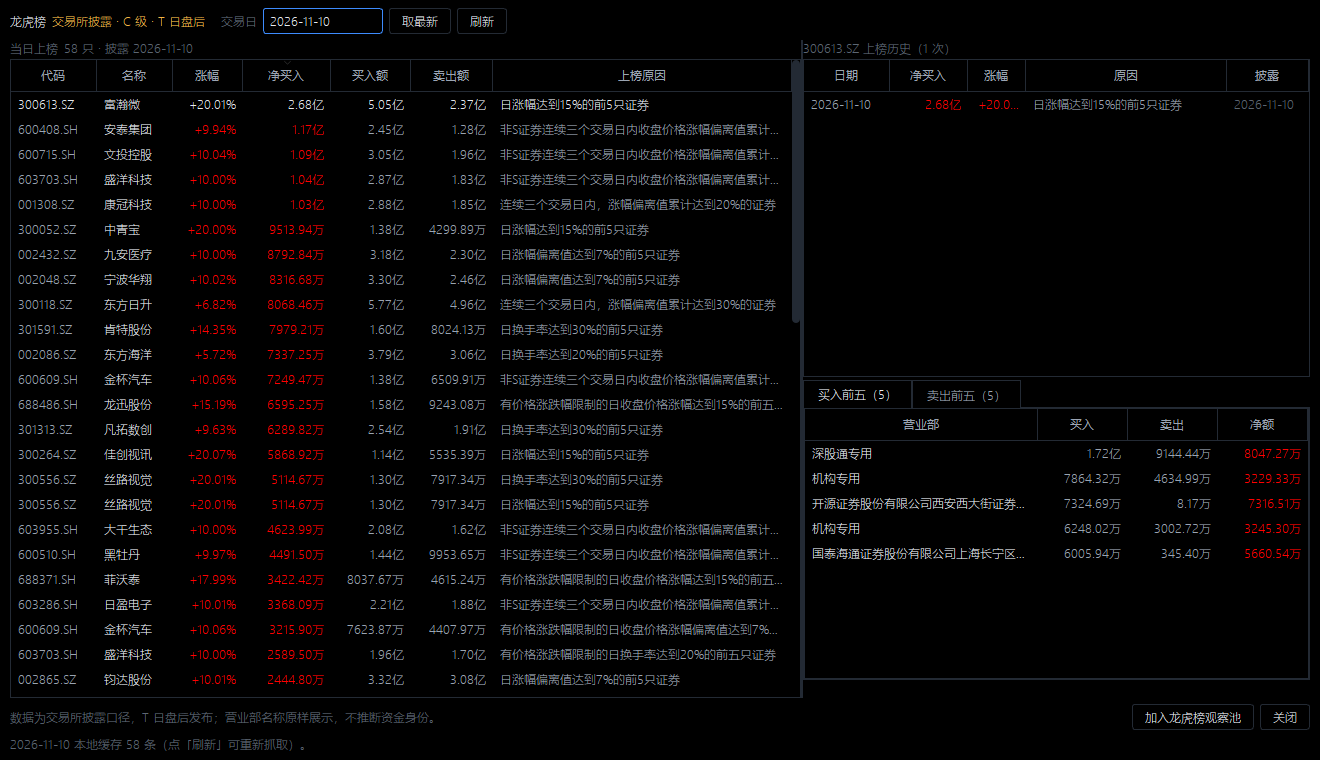 龙虎榜 交易所披露 · C 级 · T 日盘后 交易日 2026-11-10 取最新 刷新
当日上榜 58 只 · 披露 2026-11-10
代码 名称 涨幅 净买入 买入额 卖出额 上榜原因
300613.SZ 富瀚微 +20.01% 2.68亿 5.05亿 2.37亿 日涨幅达到15%的前5只证券
600408.SH 安泰集团 +9.94% 1.17亿 2.45亿 1.28亿 非S证券连续三个交易日内收盘价格涨幅偏离值累计...
600715.SH 文投控股 +10.04% 1.09亿 3.05亿 1.96亿 非S证券连续三个交易日内收盘价格涨幅偏离值累计...
603703.SH 盛洋科技 +10.00% 1.04亿 2.87亿 1.83亿 非S证券连续三个交易日内收盘价格涨幅偏离值累计...
001308.SZ 康冠科技 +10.00% 1.03亿 2.88亿 1.85亿 连续三个交易日内，涨幅偏离值累计达到20%的证券
300052.SZ 中青宝 +20.00% 9513.94万 1.38亿 4299.89万 日涨幅达到15%的前5只证券
002432.SZ 九安医疗 +10.00% 8792.84万 3.18亿 2.30亿 日涨幅偏离值达到7%的前5只证券
002048.SZ 宁波华翔 +10.02% 8316.68万 3.30亿 2.46亿 日涨幅偏离值达到7%的前5只证券
300118.SZ 东方日升 +6.82% 8068.46万 5.77亿 4.96亿 连续三个交易日内，涨幅偏离值累计达到30%的证券
301591.SZ 肯特股份 +14.35% 7979.21万 1.60亿 8024.13万 日换手率达到30%的前5只证券
002086.SZ 东方海洋 +5.72% 7337.25万 3.79亿 3.06亿 日换手率达到20%的前5只证券
600609.SH 金杯汽车 +10.06% 7249.47万 1.38亿 6509.91万 非S证券连续三个交易日内收盘价格涨幅偏离值累计...
688486.SH 龙迅股份 +15.19% 6595.25万 1.58亿 9243.08万 有价格涨跌幅限制的日收盘价格涨幅达到15%的前五...
301313.SZ 凡拓数创 +9.63% 6289.82万 2.54亿 1.91亿 日换手率达到30%的前5只证券
300264.SZ 佳创视讯 +20.07% 5868.92万 1.14亿 5535.39万 日涨幅达到15%的前5只证券
300556.SZ 丝路视觉 +20.01% 5114.67万 1.30亿 7917.34万 日换手率达到30%的前5只证券
300556.SZ 丝路视觉 +20.01% 5114.67万 1.30亿 7917.34万 日涨幅达到15%的前5只证券
603955.SH 大千生态 +10.00% 4623.99万 2.08亿 1.62亿 非S证券连续三个交易日内收盘价格涨幅偏离值累计...
600510.SH 黑牡丹 +9.97% 4491.50万 1.44亿 9953.65万 非S证券连续三个交易日内收盘价格涨幅偏离值累计...
688371.SH 菲沃泰 +17.99% 3422.42万 8037.67万 4615.24万 有价格涨跌幅限制的日收盘价格涨幅达到15%的前五...
603286.SH 日盈电子 +10.01% 3368.09万 2.21亿 1.88亿 非S证券连续三个交易日内收盘价格涨幅偏离值累计...
600609.SH 金杯汽车 +10.06% 3215.90万 7623.87万 4407.97万 有价格涨跌幅限制的日收盘价格涨幅偏离值达到7%...
603703.SH 盛洋科技 +10.00% 2589.50万 1.96亿 1.70亿 有价格涨跌幅限制的日换手率达到20%的前五只证券
002865.SZ 钧达股份 +10.01% 2444.80万 3.32亿 3.08亿 日涨幅偏离值达到7%的前5只证券
300613.SZ 上榜历史（1 次）
日期 净买入 涨幅 原因 披露
2026-11-10 2.68亿 +20.0... 日涨幅达到15%的前5只证券 2026-11-10
买入前五（5） 卖出前五（5）
营业部 买入 卖出 净额
深股通专用 1.72亿 9144.44万 8047.27万
机构专用 7864.32万 4634.99万 3229.33万
开源证券股份有限公司西安西大街证券... 7324.69万 8.17万 7316.51万
机构专用 6248.02万 3002.72万 3245.30万
国泰海通证券股份有限公司上海长宁区... 6005.94万 345.40万 5660.54万
数据为交易所披露口径，T 日盘后发布；营业部名称原样展示，不推断资金身份。
加入龙虎榜观察池 关闭
2026-11-10 本地缓存 58 条（点「刷新」可重新抓取）。